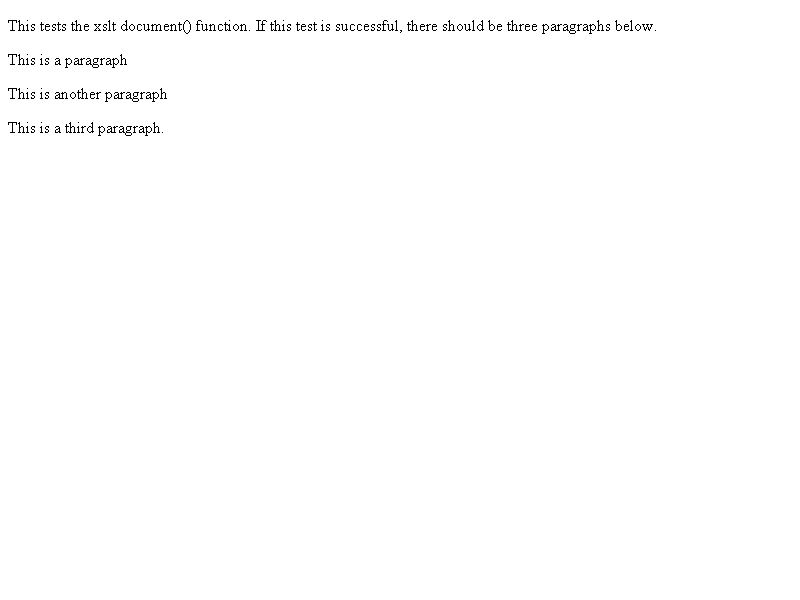 This tests the xslt document() function. If this test is successful, there should be three paragraphs below.
This is a paragraph
This is another paragraph
This is a third paragraph.